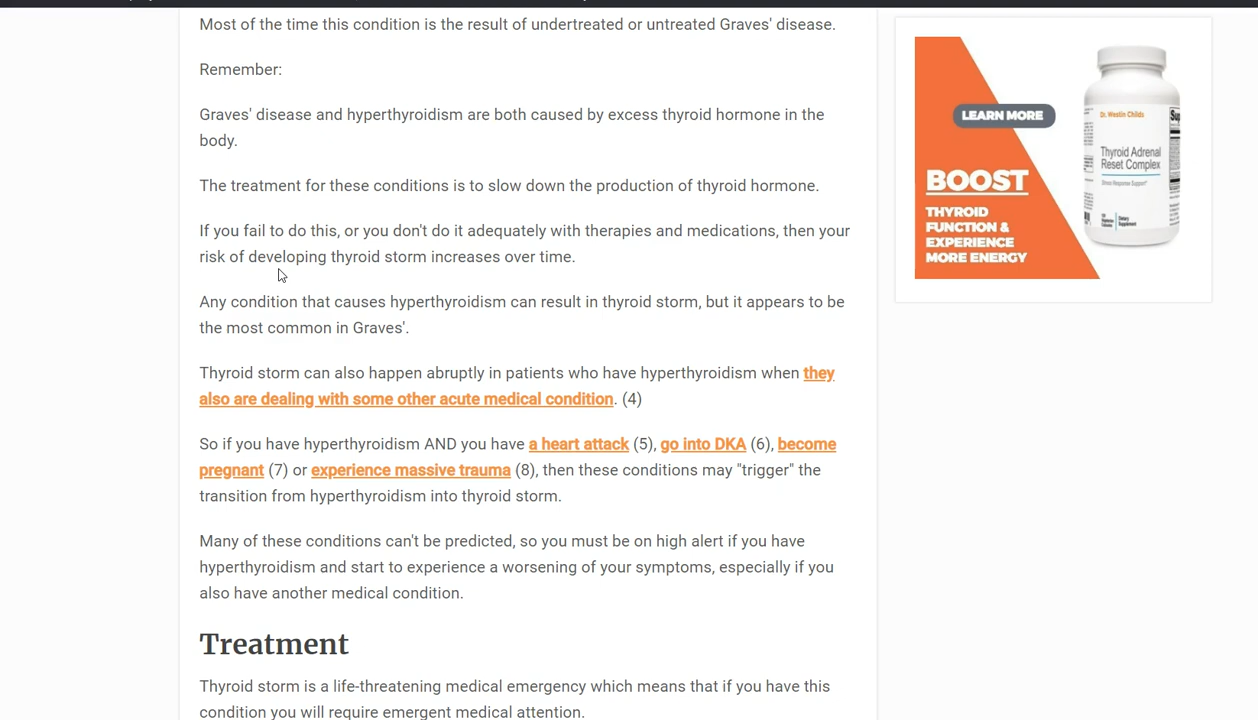 Most of the time this condition is the result of undertreated or untreated Graves' disease.
Remember:
Graves' disease and hyperthyroidism are both caused by excess thyroid hormone in the
body.
The treatment for these conditions is to slow down the production of thyroid hormone.
If you fail to do this, or you don't do it adequately with therapies and medications, then your
risk of developing thyroid storm increases over time.
Any condition that causes hyperthyroidism can result in thyroid storm, but it appears to be
the most common in Graves'.
Thyroid storm can also happen abruptly in patients who have hyperthyroidism when they
also are dealing with some other acute medical condition. (4)
So if you have hyperthyroidism AND you have a heart attack (5), go into DKA (6), become
pregnant (7) or experience massive trauma (8), then these conditions may "trigger" the
transition from hyperthyroidism into thyroid storm.
Many of these conditions can't be predicted, so you must be on high alert if you have
hyperthyroidism and start to experience a worsening of your symptoms, especially if you
also have another medical condition.
Treatment
Thyroid storm is a life-threatening medical emergency which means that if you have this
condition you will require emergent medical attention.
LEARN MORE
BOOST
THYROID
FUNCTION &
EXPERIENCE
MORE ENERGY
Dr. Westin Childs
Thyroid Adrenal
Reset Complex
Stress Response Support*
Dietary
Supplement
Sup